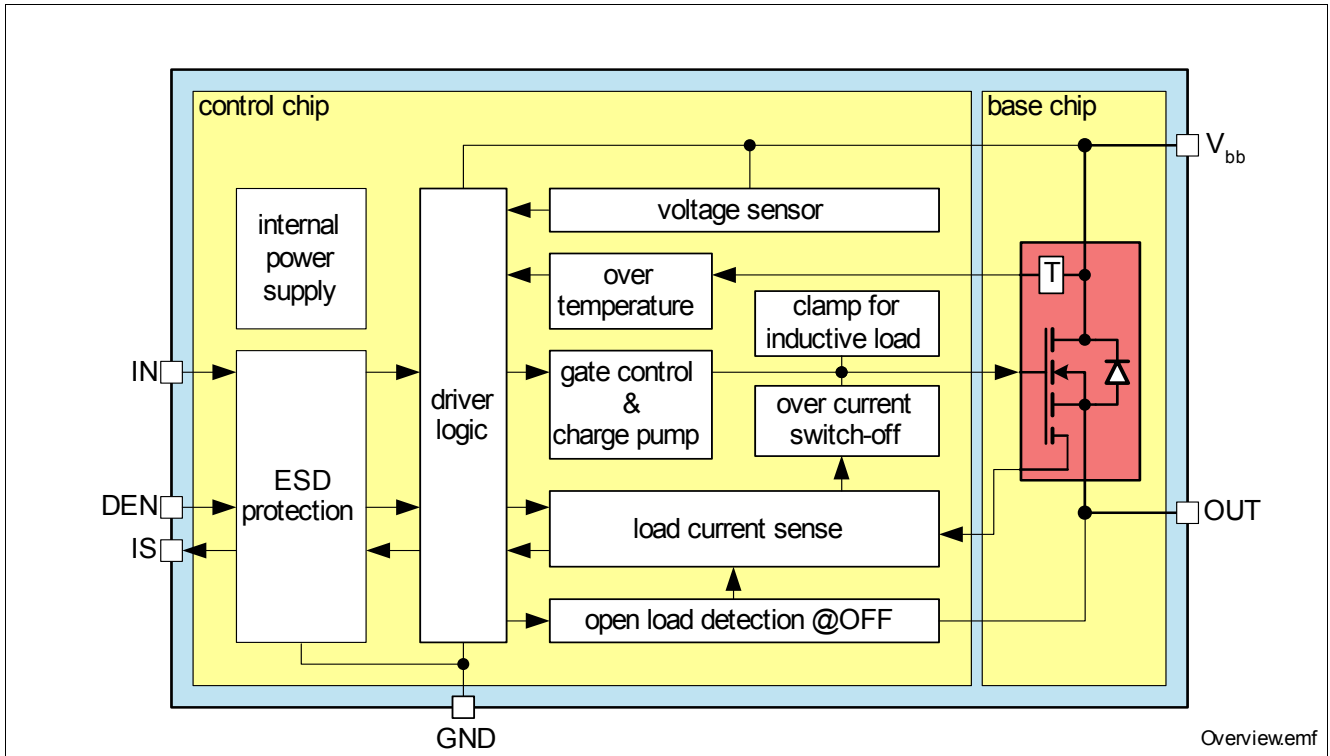 control chip
base chip
V_bb
internal
power
supply
voltage sensor
over
temperature
T
clamp for
inductive load
IN
driver
logic
gate control
&
charge pump
over current
switch-off
ESD
protection
DEN
IS
load current sense
OUT
open load detection @OFF
GND
Overview.emf